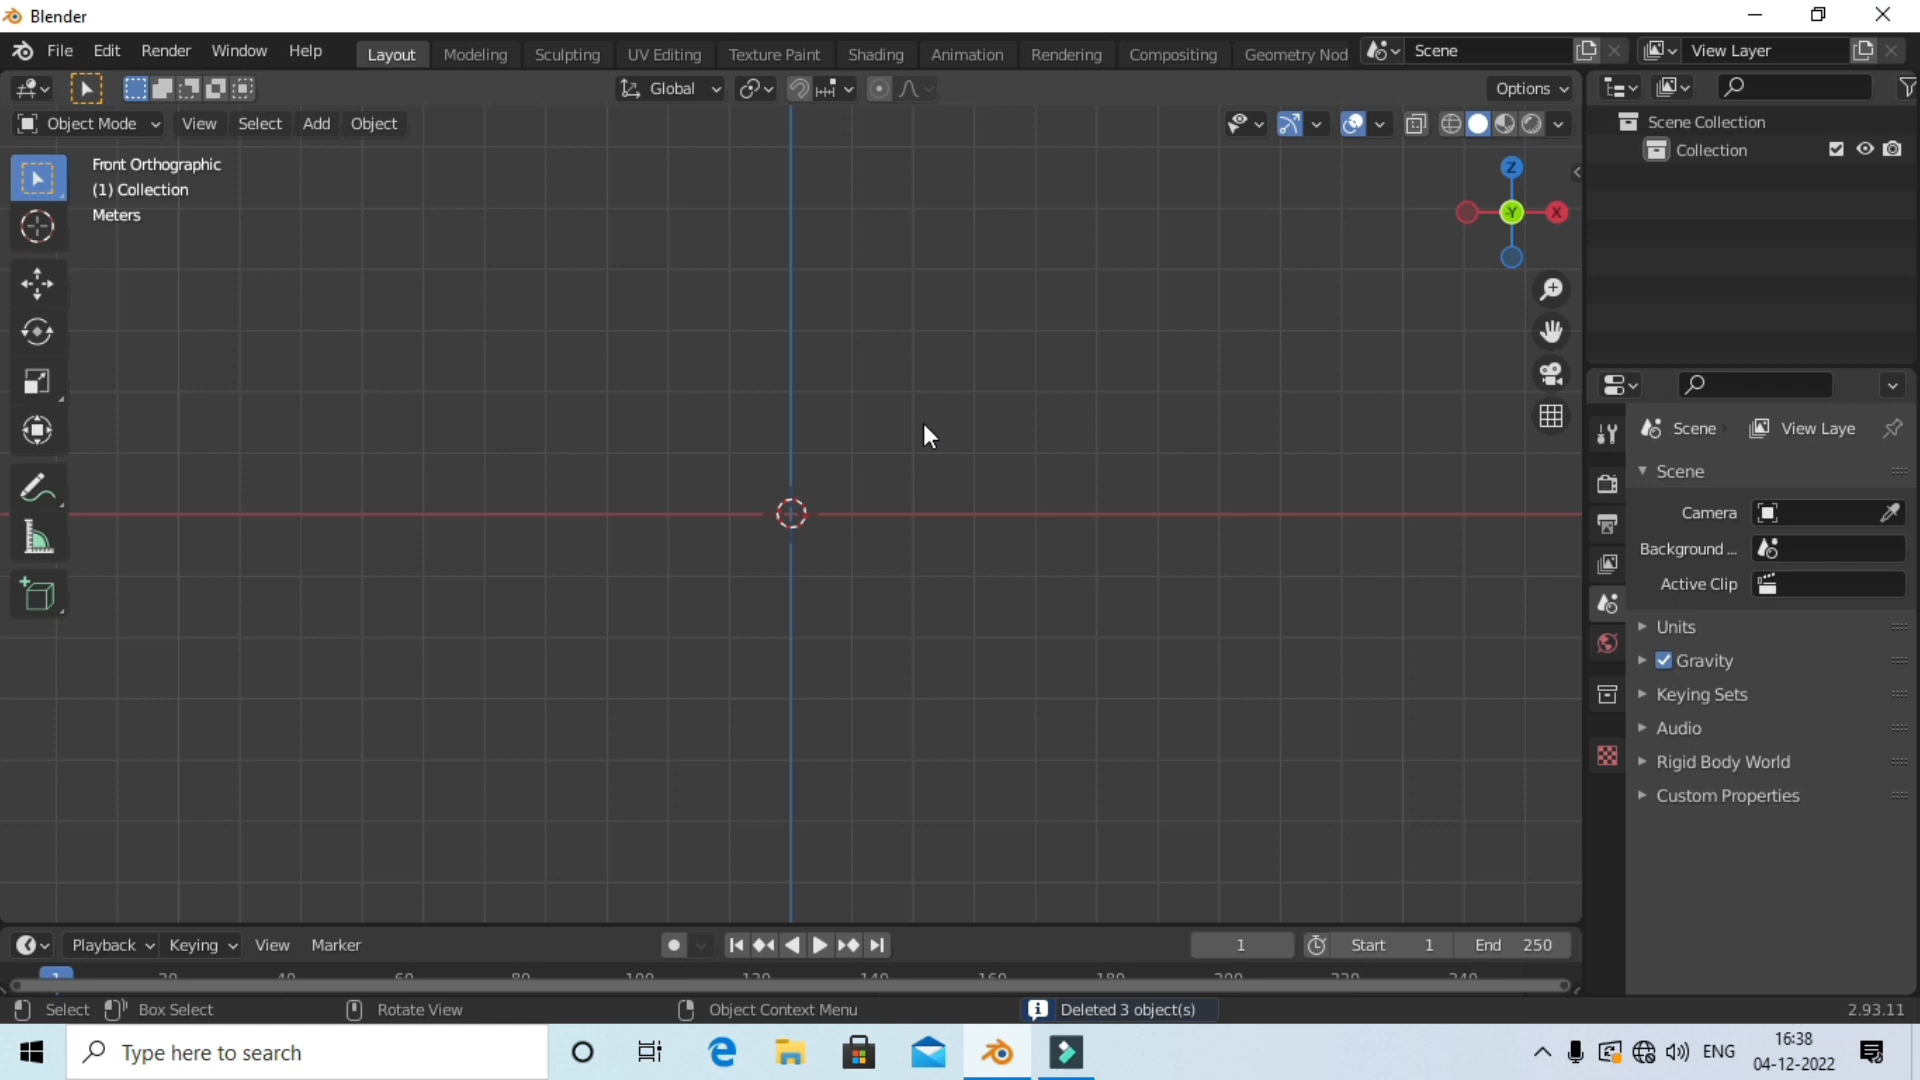 Blender
File Edit Render Window Help Layout Modeling Sculpting UV Editing Texture Paint Shading Animation Rendering Compositing Geometry Nod Scene View Layer
Global Options
Object Mode View Select Add Object
Front Orthographic
(1) Collection
Meters
Z
Y
X
Scene Collection
Collection
Scene View Laye
Scene
Camera
Background ...
Active Clip
Units
Gravity
Keying Sets
Audio
Rigid Body World
Custom Properties
Playback Keying View Marker 1 Start 1 End 250
1 20 40 60 80 100 120 140 160 180 200 220 240
Select Box Select Rotate View Object Context Menu Deleted 3 object(s) 2.93.11
Type here to search
ENG
16:38
04-12-2022